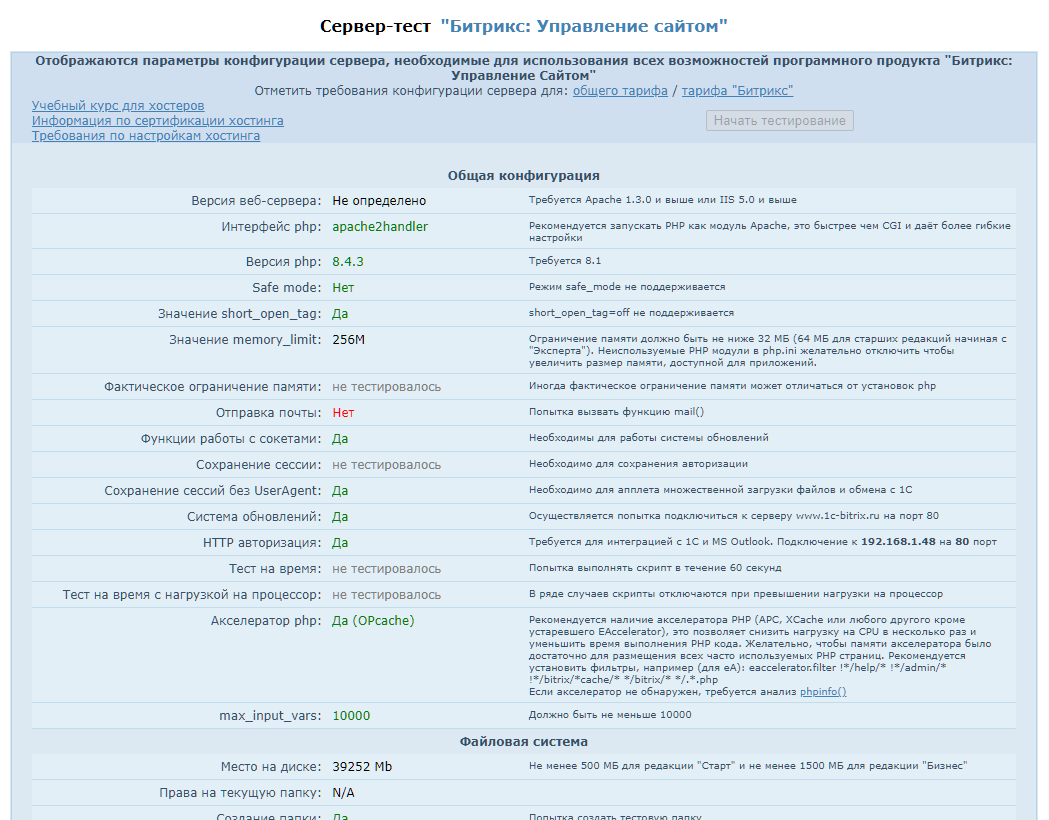 Сервер-тест "Битрикс: Управление сайтом"
Отображаются параметры конфигурации сервера, необходимые для использования всех возможностей программного продукта "Битрикс:
Управление Сайтом"
Отметить требования конфигурации сервера для: общего тарифа / тарифа "Битрикс"
Учебный курс для хостеров
Информация по сертификации хостинга
Требования по настройкам хостинга
Начать тестирование
Общая конфигурация
Версия веб-сервера: Не определено Требуется Apache 1.3.0 и выше или IIS 5.0 и выше
Интерфейс php: apache2handler Рекомендуется запускать PHP как модуль Apache, это быстрее чем CGI и даёт более гибкие
настройки
Версия php: 8.4.3 Требуется 8.1
Safe mode: Нет Режим safe_mode не поддерживается
Значение short_open_tag: Да short_open_tag=off не поддерживается
Значение memory_limit: 256M Ограничение памяти должно быть не ниже 32 МБ (64 МБ для старших редакций начиная с
"Эксперта"). Неиспользуемые PHP модули в php.ini желательно отключить чтобы
увеличить размер памяти, доступной для приложений.
Фактическое ограничение памяти: не тестировалось Иногда фактическое ограничение памяти может отличаться от установок php
Отправка почты: Нет Попытка вызвать функцию mail()
Функции работы с сокетами: Да Необходимы для работы системы обновлений
Сохранение сессии: не тестировалось Необходимо для сохранения авторизации
Сохранение сессий без UserAgent: Да Необходимо для апплета множественной загрузки файлов и обмена с 1С
Система обновлений: Да Осуществляется попытка подключиться к серверу www.1c-bitrix.ru на порт 80
HTTP авторизация: Да Требуется для интеграцией с 1С и MS Outlook. Подключение к 192.168.1.48 на 80 порт
Тест на время: не тестировалось Попытка выполнять скрипт в течение 60 секунд
Тест на время с нагрузкой на процессор: не тестировалось В ряде случаев скрипты отключаются при превышении нагрузки на процессор
Акселератор php: Да (OPcache) Рекомендуется наличие акселератора PHP (APC, XCache или любого другого кроме
устаревшего EAccelerator), это позволяет снизить нагрузку на CPU в несколько раз и
уменьшить время выполнения PHP кода. Желательно, чтобы памяти акселератора было
достаточно для размещения всех часто используемых PHP страниц. Рекомендуется
установить фильтры, например (для eA): eaccelerator.filter !*/help/* !*/admin/*
!*/bitrix/*cache/* */bitrix/* */.*.php
Если акселератор не обнаружен, требуется анализ phpinfo()
max_input_vars: 10000 Должно быть не меньше 10000
Файловая система
Место на диске: 39252 Mb Не менее 500 МБ для редакции "Старт" и не менее 1500 МБ для редакции "Бизнес"
Права на текущую папку: N/A
Создание папки: Да Попытка создать тестовую папку